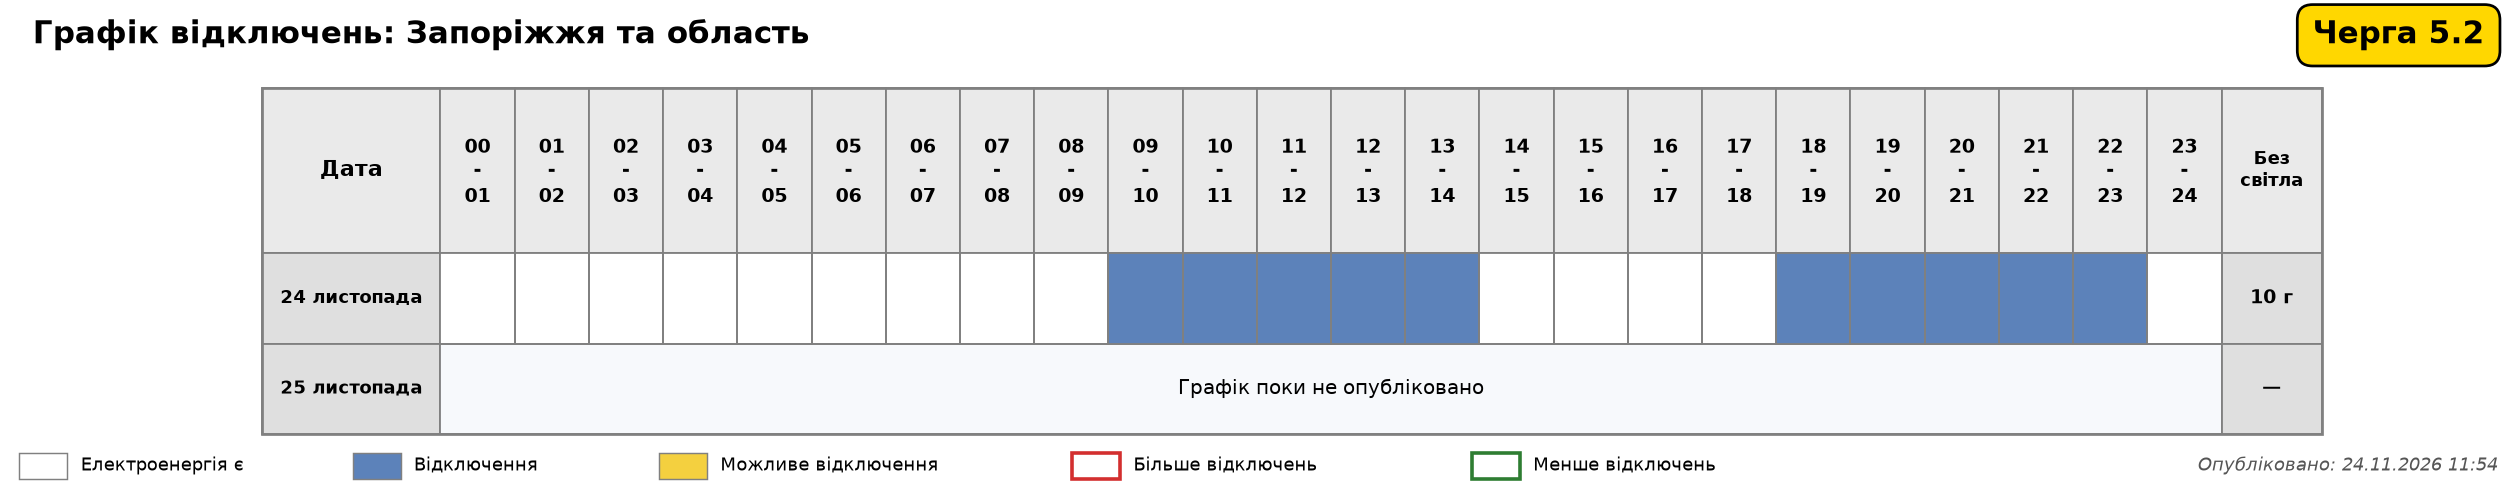 Графік відключень: Запоріжжя та область
Черга 5.2
Дата
00 - 01
01 - 02
02 - 03
03 - 04
04 - 05
05 - 06
06 - 07
07 - 08
08 - 09
09 - 10
10 - 11
11 - 12
12 - 13
13 - 14
14 - 15
15 - 16
16 - 17
17 - 18
18 - 19
19 - 20
20 - 21
21 - 22
22 - 23
23 - 24
Без
світла
24 листопада
10 г
25 листопада
Графік поки не опубліковано
—
Електроенергія є
Відключення
Можливе відключення
Більше відключень
Менше відключень
Опубліковано: 24.11.2026 11:54